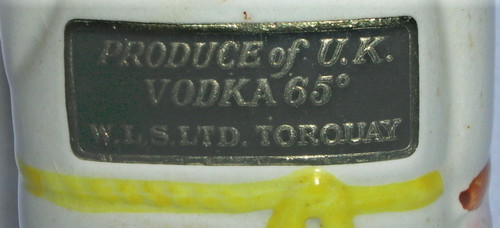 PRODUCE of U.K.
VODKA 65°
W.I.S. LTD. TORQUAY